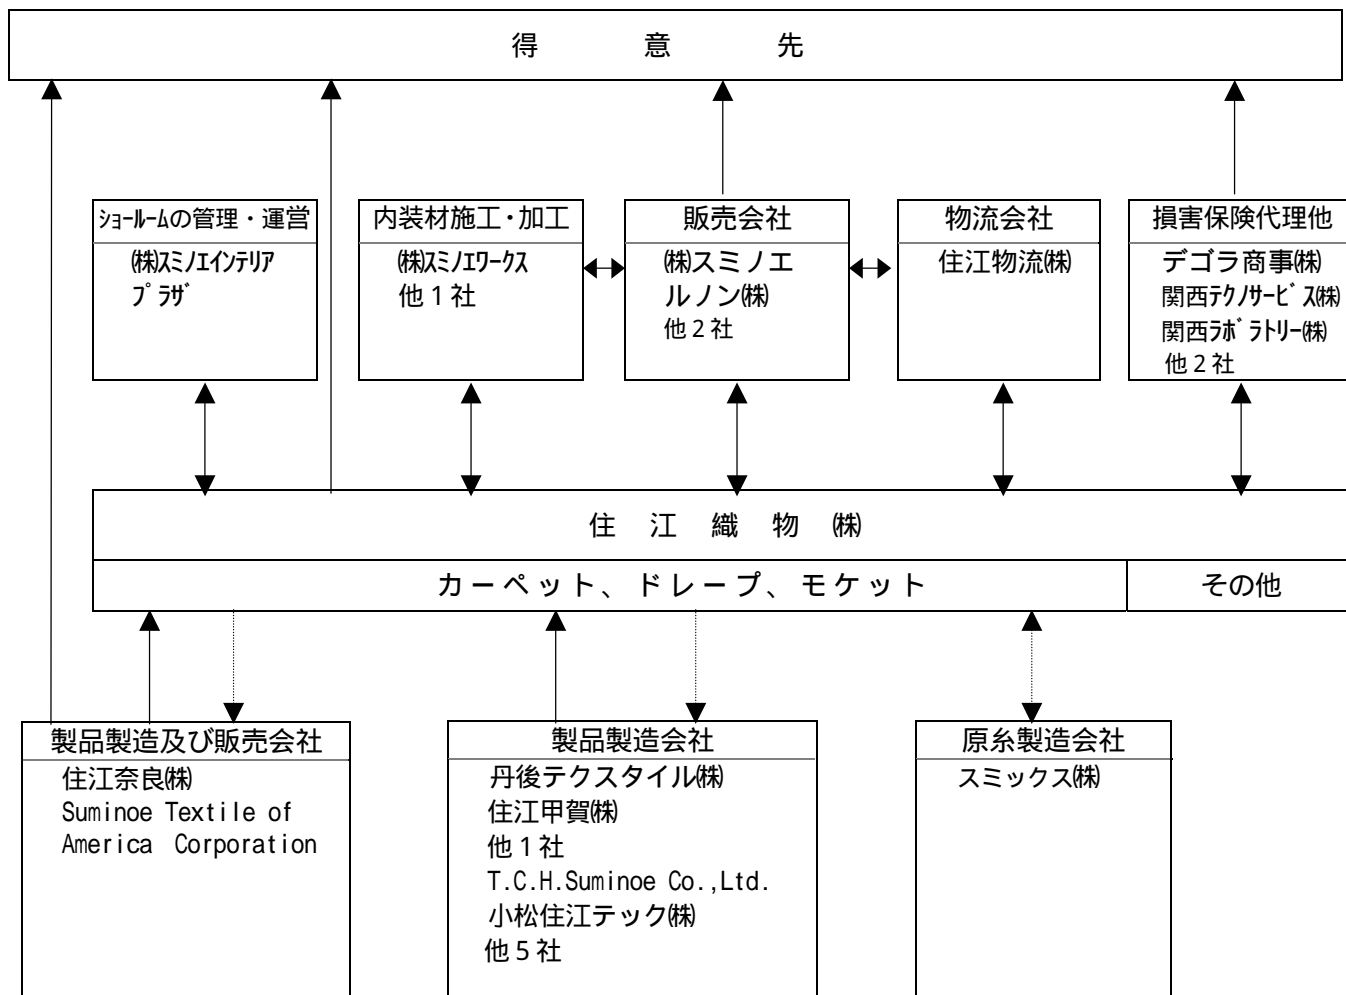 得意先
ショールームの管理・運営
㈱スミノエインテリア
プラザ
内装材施工・加工
㈱スミノエワークス
他1社
販売会社
㈱スミノエ
ルノン㈱
他2社
物流会社
住江物流㈱
損害保険代理他
デゴラ商事㈱
関西テクノサービス㈱
関西ラボラトリー㈱
他2社
住江織物㈱
カーペット、ドレープ、モケット
その他
製品製造及び販売会社
住江奈良㈱
Suminoe Textile of
America Corporation
製品製造会社
丹後テクスタイル㈱
住江甲賀㈱
他1社
T.C.H.Suminoe Co.,Ltd.
小松住江テック㈱
他5社
原糸製造会社
スミックス㈱